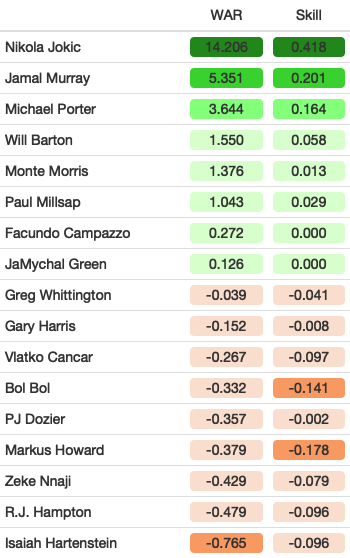 WAR Skill
Nikola Jokic 14.206 0.418
Jamal Murray 5.351 0.201
Michael Porter 3.644 0.164
Will Barton 1.550 0.058
Monte Morris 1.376 0.013
Paul Millsap 1.043 0.029
Facundo Campazzo 0.272 0.000
JaMychal Green 0.126 0.000
Greg Whittington -0.039 -0.041
Gary Harris -0.152 -0.008
Vlatko Cancar -0.267 -0.097
Bol Bol -0.332 -0.141
PJ Dozier -0.357 -0.002
Markus Howard -0.379 -0.178
Zeke Nnaji -0.429 -0.079
R.J. Hampton -0.479 -0.096
Isaiah Hartenstein -0.765 -0.096